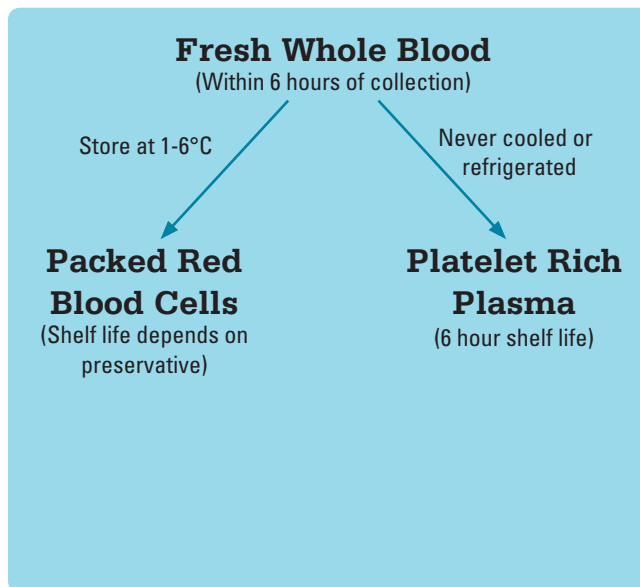 Fresh Whole Blood
(Within 6 hours of collection)
Store at 1-6°C
Never cooled or
refrigerated
Packed Red
Blood Cells
(Shelf life depends on
preservative)
Platelet Rich
Plasma
(6 hour shelf life)